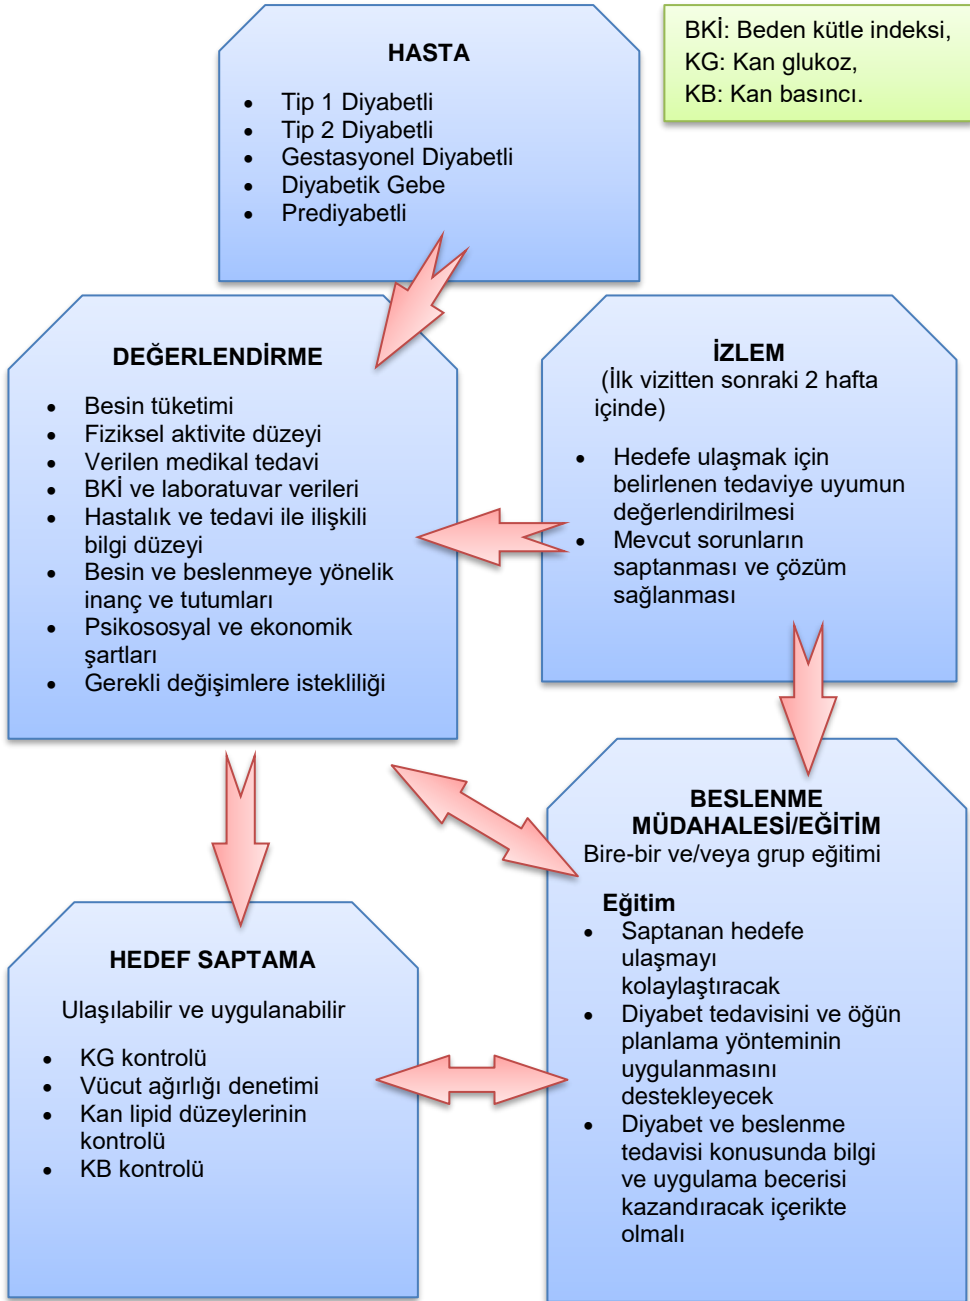 HASTA
• Tip 1 Diyabetli
• Tip 2 Diyabetli
• Gestasyonel Diyabetli
• Diyabetik Gebe
• Prediyabetli
BKİ: Beden kütle indeksi,
KG: Kan glukoz,
KB: Kan basıncı.
DEĞERLENDİRME
• Besin tüketimi
• Fiziksel aktivite düzeyi
• Verilen medikal tedavi
• BKİ ve laboratuvar verileri
• Hastalık ve tedavi ile ilişkili
bilgi düzeyi
• Besin ve beslenmeye yönelik
inanç ve tutumları
• Psikososyal ve ekonomik
şartları
• Gerekli değişimlere istekliliği
İZLEM
(İlk vizitten sonraki 2 hafta
içinde)
• Hedefe ulaşmak için
belirlenen tedaviye uyumun
değerlendirilmesi
• Mevcut sorunların
saptanması ve çözüm
sağlanması
HEDEF SAPTAMA
Ulaşılabilir ve uygulanabilir
• KG kontrolü
• Vücut ağırlığı denetimi
• Kan lipid düzeylerinin
kontrolü
• KB kontrolü
BESLENME
MÜDAHALESİ/EĞİTİM
Bire-bir ve/veya grup eğitimi
Eğitim
• Saptanan hedefe
ulaşmayı
kolaylaştıracak
• Diyabet tedavisini ve öğün
planlama yönteminin
uygulanmasını
destekleyecek
• Diyabet ve beslenme
tedavisi konusunda bilgi
ve uygulama becerisi
kazandıracak içerikte
olmalı